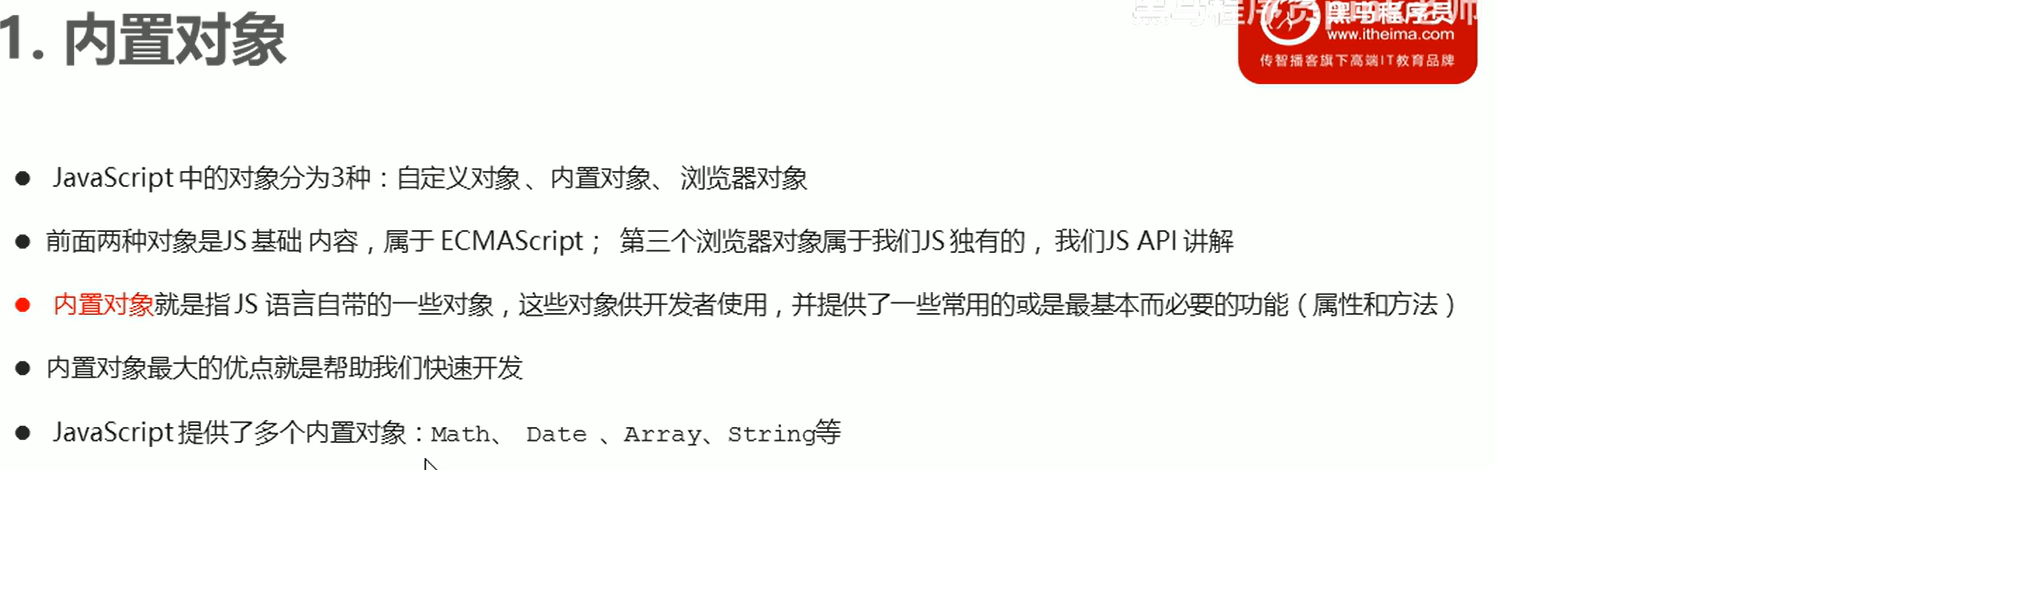 1. 内置对象
黑马程序员
www.itheima.com
传智播客旗下高端IT教育品牌
JavaScript 中的对象分为3种：自定义对象 、内置对象、 浏览器对象
前面两种对象是JS 基础 内容，属于 ECMAScript； 第三个浏览器对象属于我们JS 独有的， 我们JS API 讲解
内置对象就是指 JS 语言自带的一些对象，这些对象供开发者使用，并提供了一些常用的或是最基本而必要的功能（属性和方法）
内置对象最大的优点就是帮助我们快速开发
JavaScript 提供了多个内置对象：Math、 Date 、Array、String等